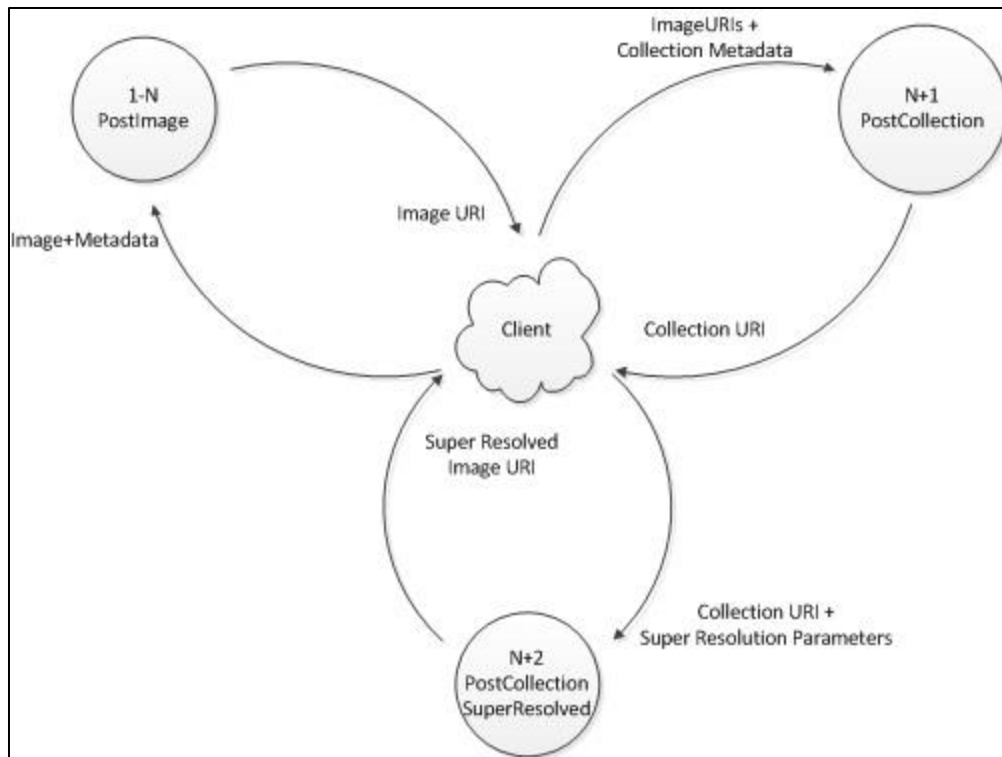 ImageURIs +
Collection Metadata
1-N
PostImage
N+1
PostCollection
Image URI
Image+Metadata
Client
Collection URI
Super Resolved
Image URI
Collection URI +
Super Resolution Parameters
N+2
PostCollection
SuperResolved